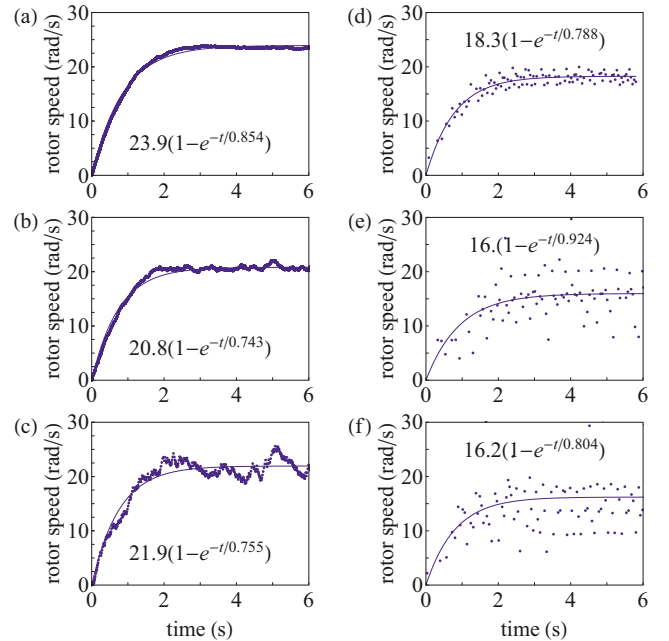 (a)
rotor speed (rad/s)
30
20
10
0
23.9(1−e^{−t/0.854})
0 2 4 6
(d)
rotor speed (rad/s)
30
20
10
0
18.3(1−e^{−t/0.788})
0 2 4 6
(b)
rotor speed (rad/s)
30
20
10
0
20.8(1−e^{−t/0.743})
0 2 4 6
(e)
rotor speed (rad/s)
30
20
10
0
16.(1−e^{−t/0.924})
0 2 4 6
(c)
rotor speed (rad/s)
30
20
10
0
21.9(1−e^{−t/0.755})
0 2 4 6
time (s)
(f)
rotor speed (rad/s)
30
20
10
0
16.2(1−e^{−t/0.804})
0 2 4 6
time (s)